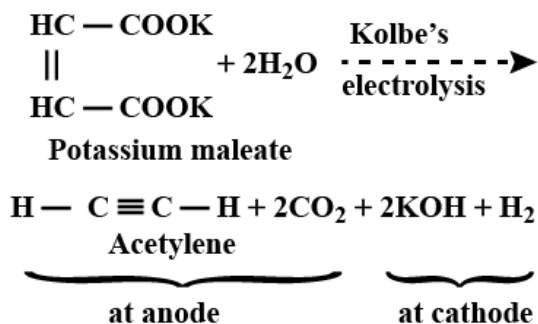 HC — COOK
|| + 2H₂O Kolbe's electrolysis
HC — COOK
Potassium maleate
H — C ≡ C — H + 2CO₂ + 2KOH + H₂
Acetylene
at anode at cathode